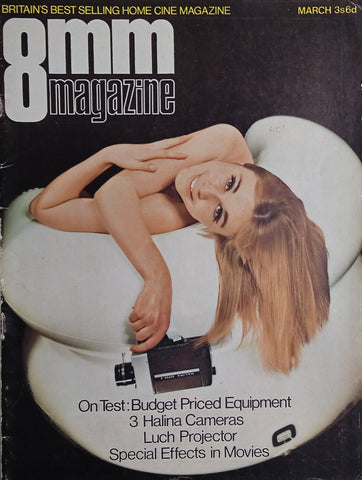 BRITAIN'S BEST SELLING HOME CINE MAGAZINE
MARCH 3s6d
8mm
magazine
On Test: Budget Priced Equipment
3 Halina Cameras
Luch Projector
Special Effects in Movies